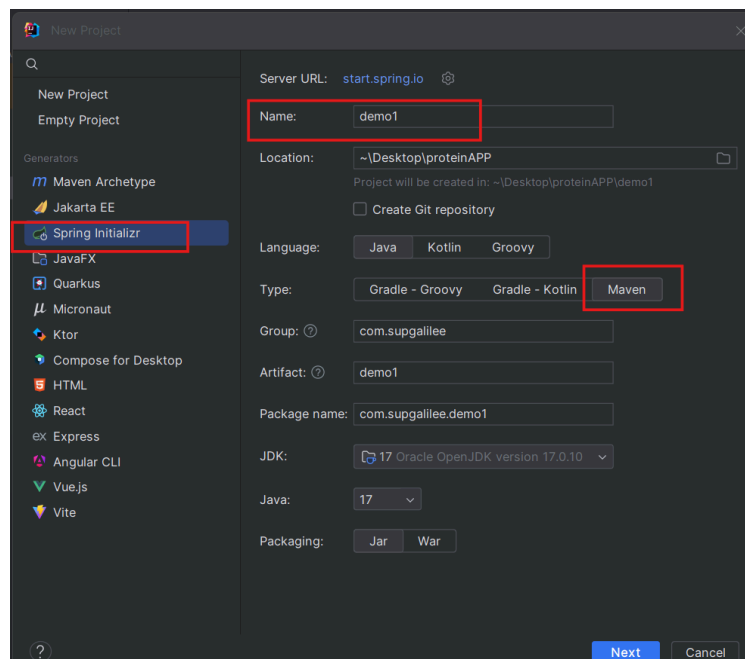 New Project
New Project
Empty Project
Generators
Maven Archetype
Jakarta EE
Spring Initializr
JavaFX
Quarkus
Micronaut
Ktor
Compose for Desktop
HTML
React
ex Express
Angular CLI
Vue.js
Vite
Server URL: start.spring.io
Name: demo1
Location: ~\Desktop\proteinAPP
Project will be created in: ~\Desktop\proteinAPP\demo1
Create Git repository
Language: Java Kotlin Groovy
Type: Gradle - Groovy Gradle - Kotlin Maven
Group: ? com.supgalilee
Artifact: ? demo1
Package name: com.supgalilee.demo1
JDK: 17 Oracle OpenJDK version 17.0.10
Java: 17
Packaging: Jar War
? Next Cancel